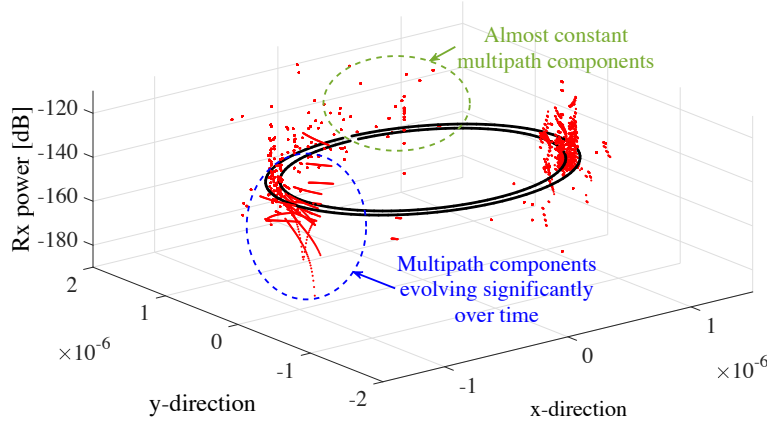 Almost constant
multipath components
Rx power [dB]
-120
-140
-160
-180
Multipath components
evolving significantly
over time
2
1
0
-1
-2
×10⁻⁶
y-direction
-1
0
1
×10⁻⁶
x-direction